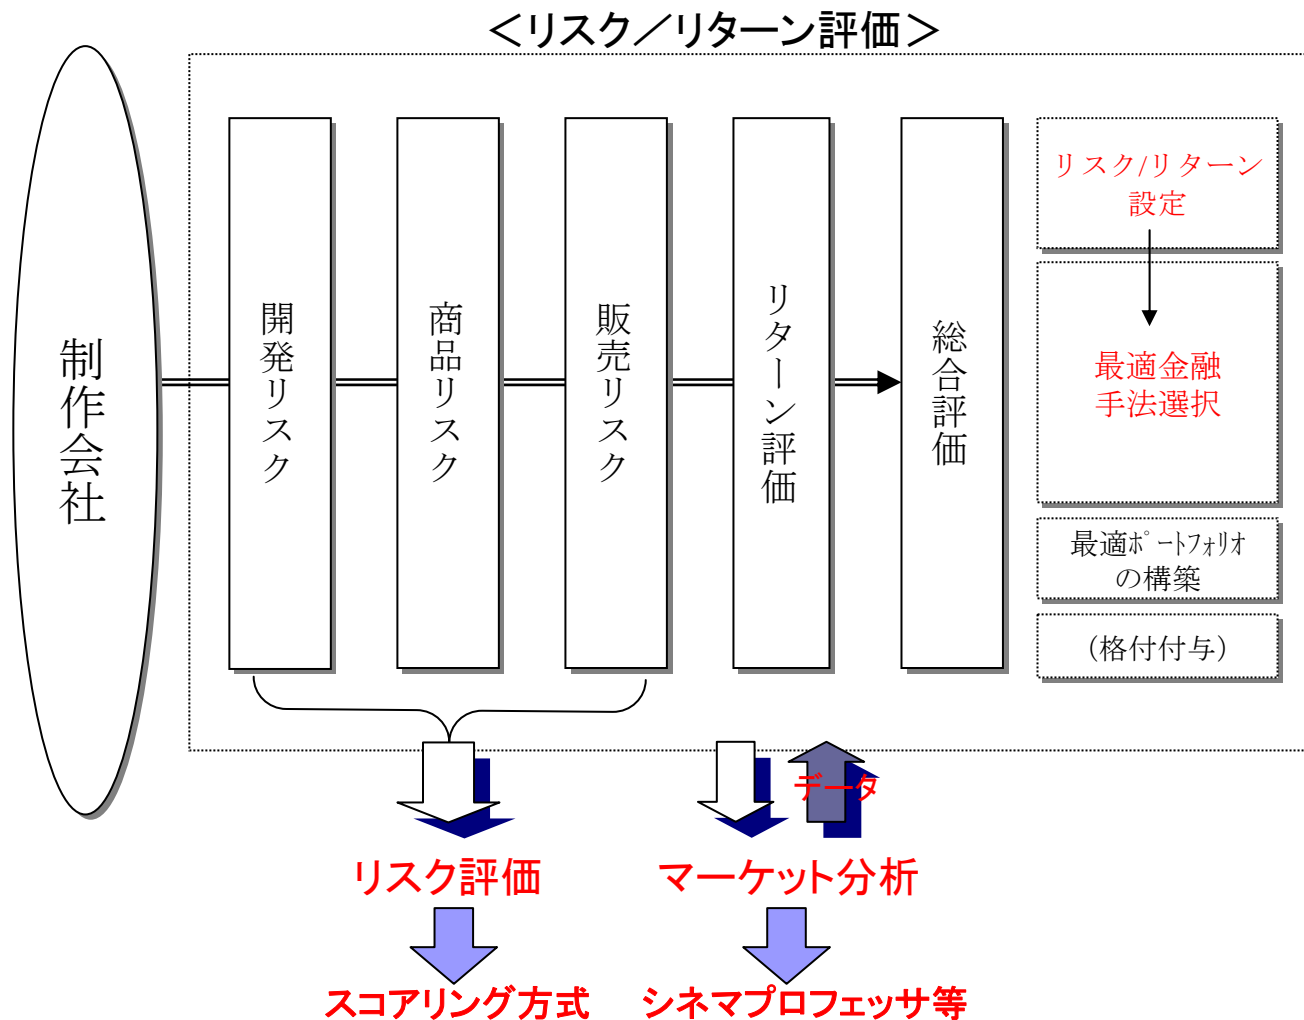 ＜リスク／リターン評価＞
制作会社
開発リスク
商品リスク
販売リスク
リターン評価
総合評価
リスク/リターン
設定
最適金融
手法選択
最適ﾎﾟｰﾄﾌｫﾘｵ
の構築
（格付付与）
データ
リスク評価
マーケット分析
スコアリング方式
シネマプロフェッサ等